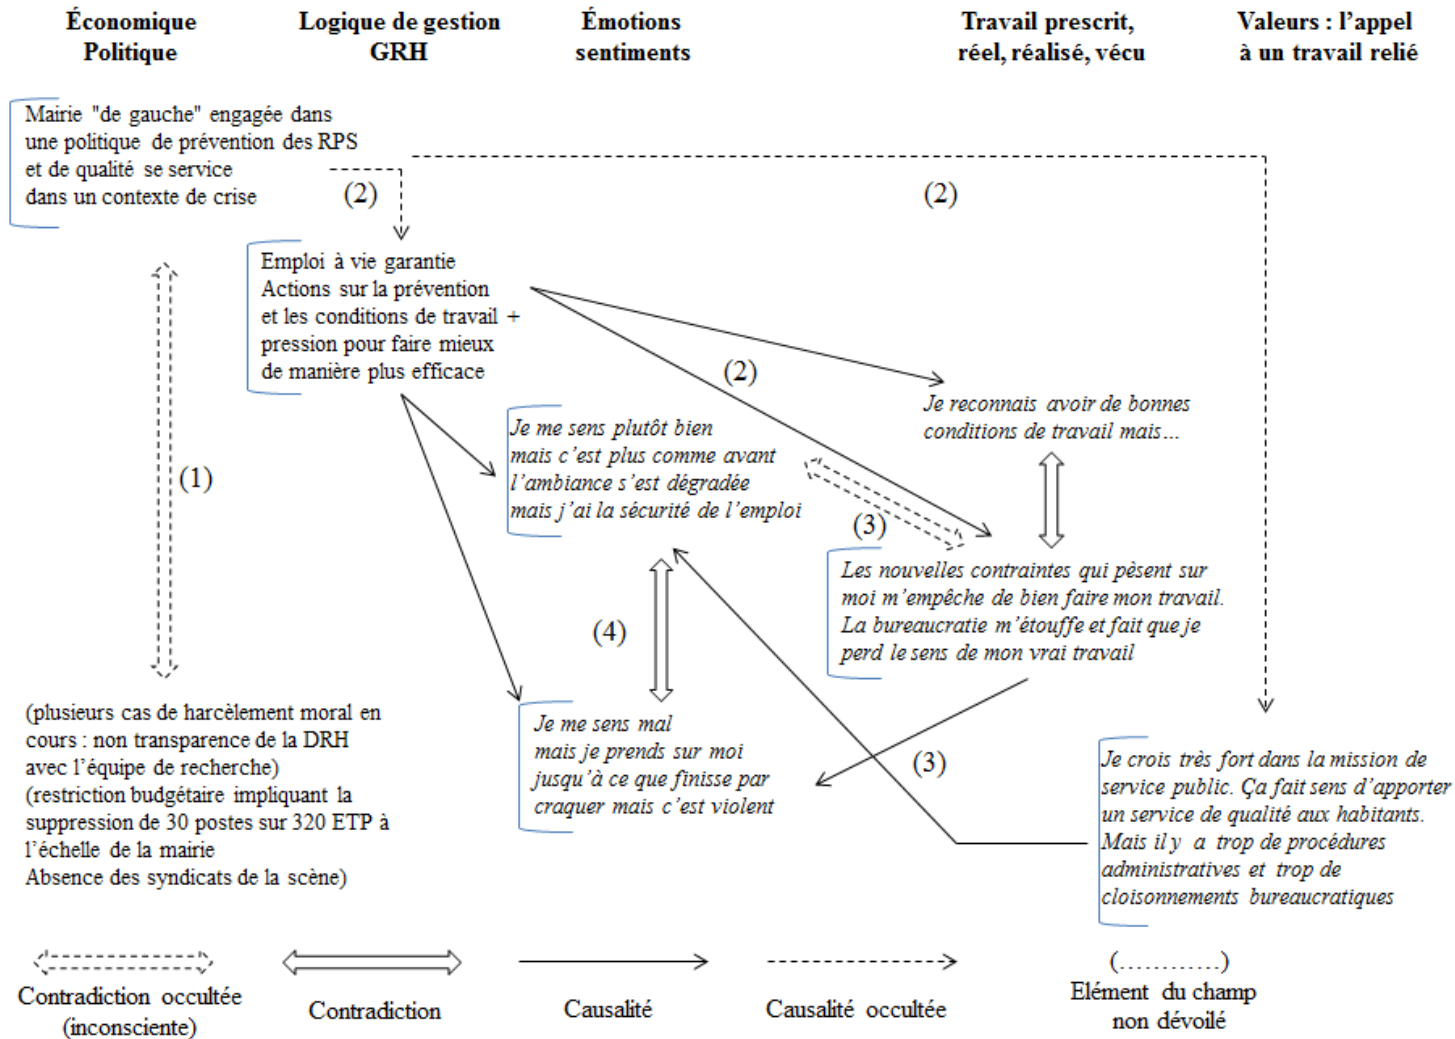 Économique
Politique
Logique de gestion
GRH
Émotions
sentiments
Travail prescrit,
réel, réalisé, vécu
Valeurs : l’appel
à un travail relié
Mairie "de gauche" engagée dans
une politique de prévention des RPS
et de qualité se service
dans un contexte de crise
(2)
(2)
Emploi à vie garantie
Actions sur la prévention
et les conditions de travail +
pression pour faire mieux
de manière plus efficace
(2)
Je reconnais avoir de bonnes
conditions de travail mais…
Je me sens plutôt bien
mais c’est plus comme avant
l’ambiance s’est dégradée
mais j’ai la sécurité de l’emploi
(1)
(3)
Les nouvelles contraintes qui pèsent sur
moi m’empêche de bien faire mon travail.
La bureaucratie m’étouffe et fait que je
perd le sens de mon vrai travail
(4)
(plusieurs cas de harcèlement moral en
cours : non transparence de la DRH
avec l’équipe de recherche)
(restriction budgétaire impliquant la
suppression de 30 postes sur 320 ETP à
l’échelle de la mairie
Absence des syndicats de la scène)
Je me sens mal
mais je prends sur moi
jusqu’à ce que finisse par
craquer mais c’est violent
(3)
Je crois très fort dans la mission de
service public. Ça fait sens d’apporter
un service de qualité aux habitants.
Mais il y a trop de procédures
administratives et trop de
cloisonnements bureaucratiques
Contradiction occultée
(inconsciente)
Contradiction
Causalité
Causalité occultée
(…………)
Elément du champ
non dévoilé